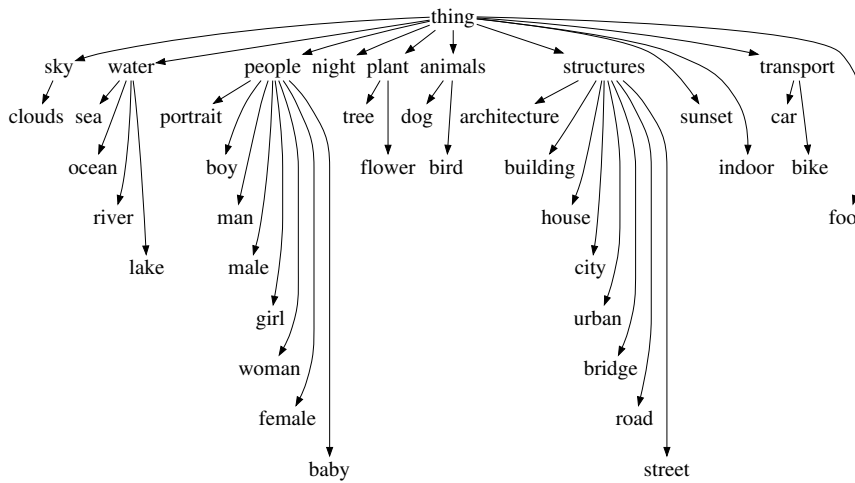 thing
sky water people night plant animals structures transport
clouds sea portrait tree dog architecture sunset car
ocean boy flower bird building indoor bike
river man house foo
lake male city
girl urban
woman bridge
female road
baby street